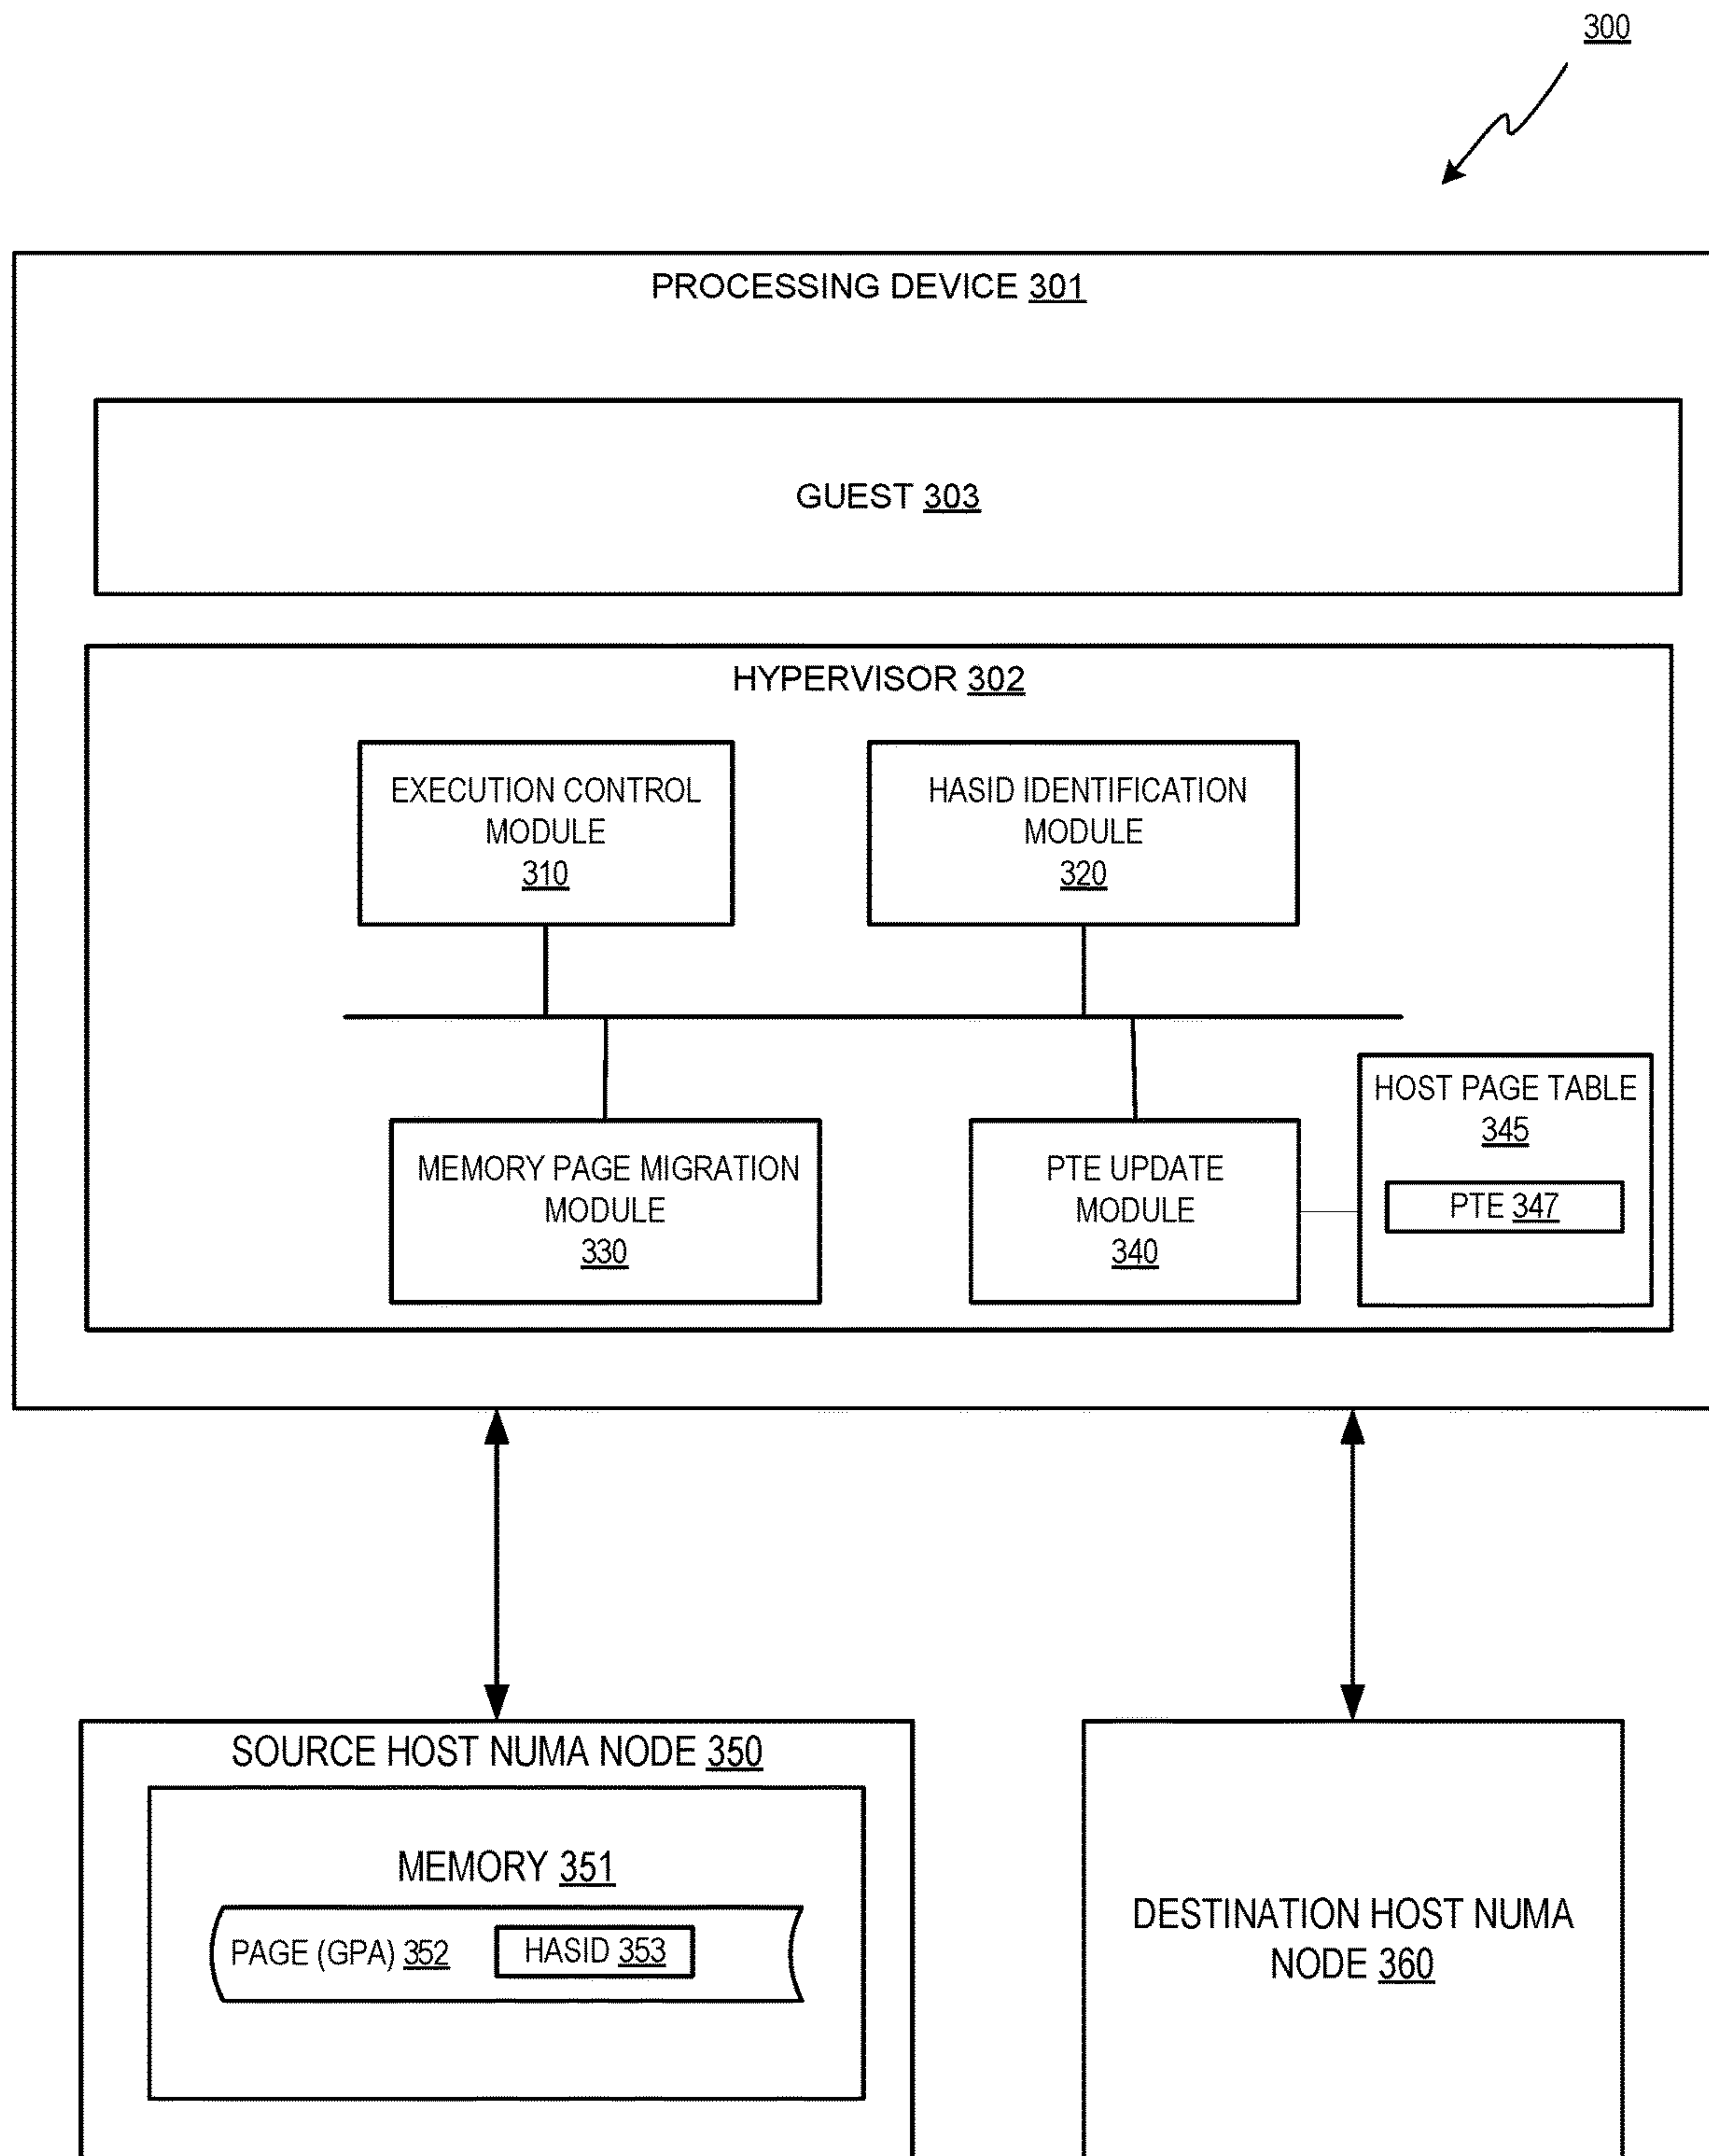 300
PROCESSING DEVICE 301
GUEST 303
HYPERVISOR 302
EXECUTION CONTROL
MODULE
310
HASID IDENTIFICATION
MODULE
320
MEMORY PAGE MIGRATION
MODULE
330
PTE UPDATE
MODULE
340
HOST PAGE TABLE
345
PTE 347
SOURCE HOST NUMA NODE 350
MEMORY 351
PAGE (GPA) 352
HASID 353
DESTINATION HOST NUMA
NODE 360